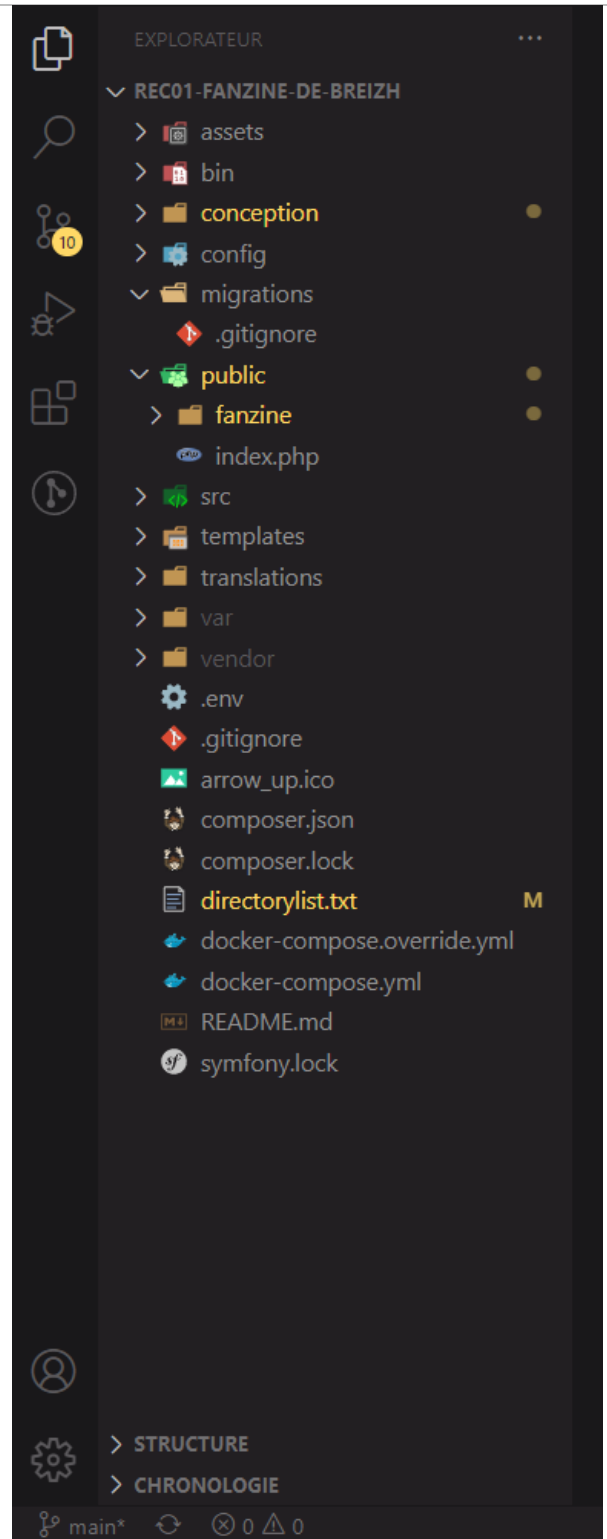 EXPLORATEUR
REC01-FANZINE-DE-BREIZH
assets
bin
conception
10
config
migrations
.gitignore
public
fanzine
index.php
src
templates
translations
var
vendor
.env
.gitignore
arrow_up.ico
composer.json
composer.lock
directorylist.txt M
docker-compose.override.yml
docker-compose.yml
README.md
symfony.lock
STRUCTURE
CHRONOLOGIE
main* 0 0